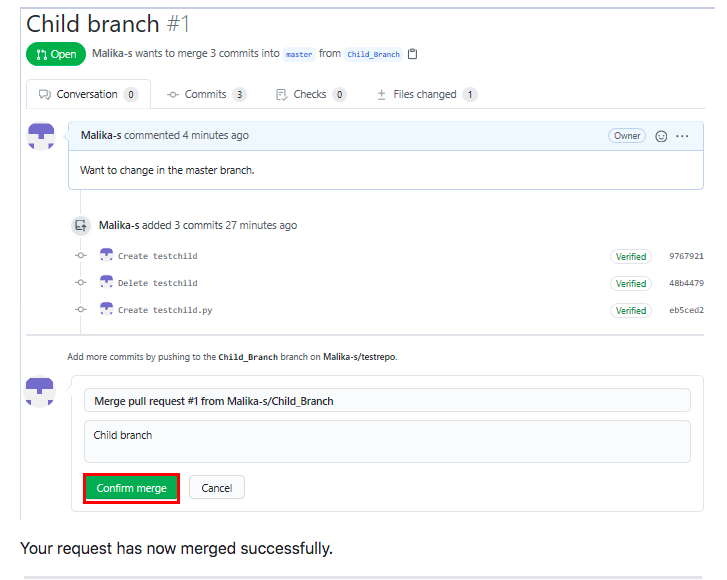 Child branch #1
Open Malika-s wants to merge 3 commits into master from Child_Branch
Conversation 0 Commits 3 Checks 0 Files changed 1
Malika-s commented 4 minutes ago Owner
Want to change in the master branch.
Malika-s added 3 commits 27 minutes ago
Create testchild Verified 9767921
Delete testchild Verified 48b4479
Create testchild.py Verified eb5ced2
Add more commits by pushing to the Child_Branch branch on Malika-s/testrepo.
Merge pull request #1 from Malika-s/Child_Branch
Child branch
Confirm merge Cancel
Your request has now merged successfully.